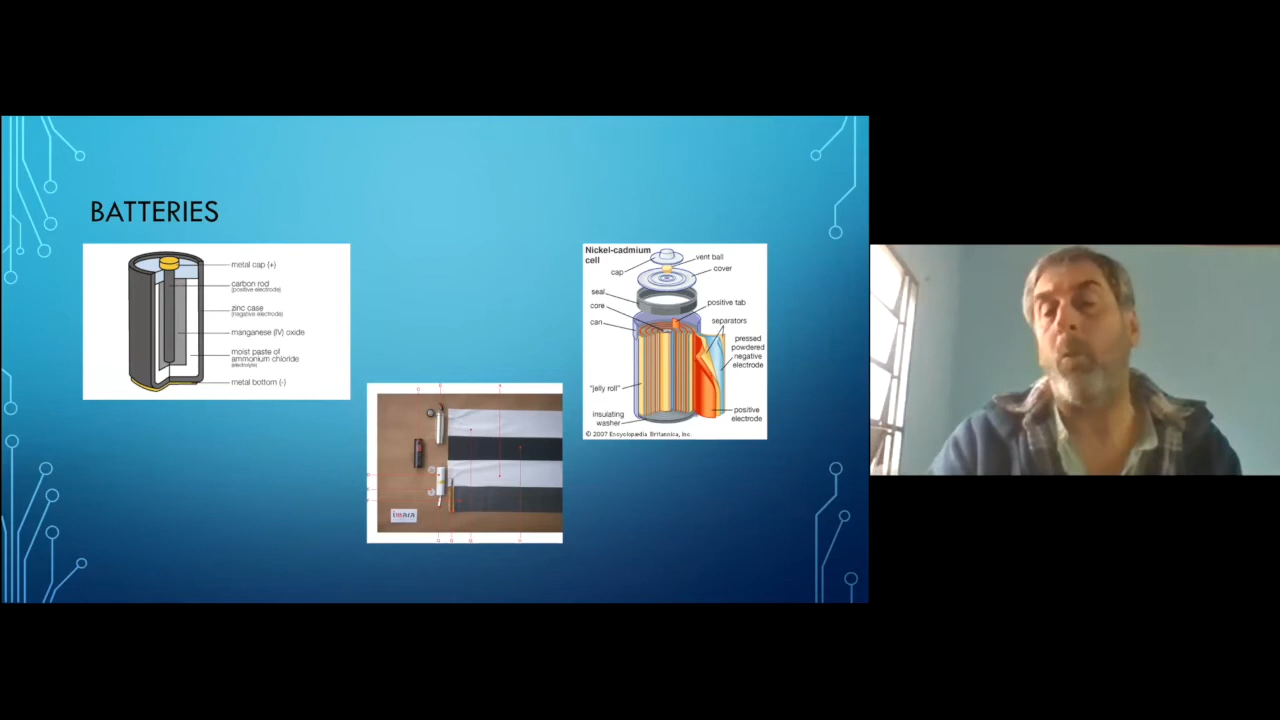 BATTERIES
metal cap (+)
carbon rod
(positive electrode)
zinc case
(negative electrode)
manganese (IV) oxide
moist paste of
ammonium chloride
(electrolyte)
metal bottom (-)
imara
Nickel-cadmium
cell
vent ball
cap
cover
seal
positive tab
core
can
separators
pressed
powdered
negative
electrode
"jelly roll"
positive
electrode
insulating
washer
© 2007 Encyclopædia Britannica, Inc.